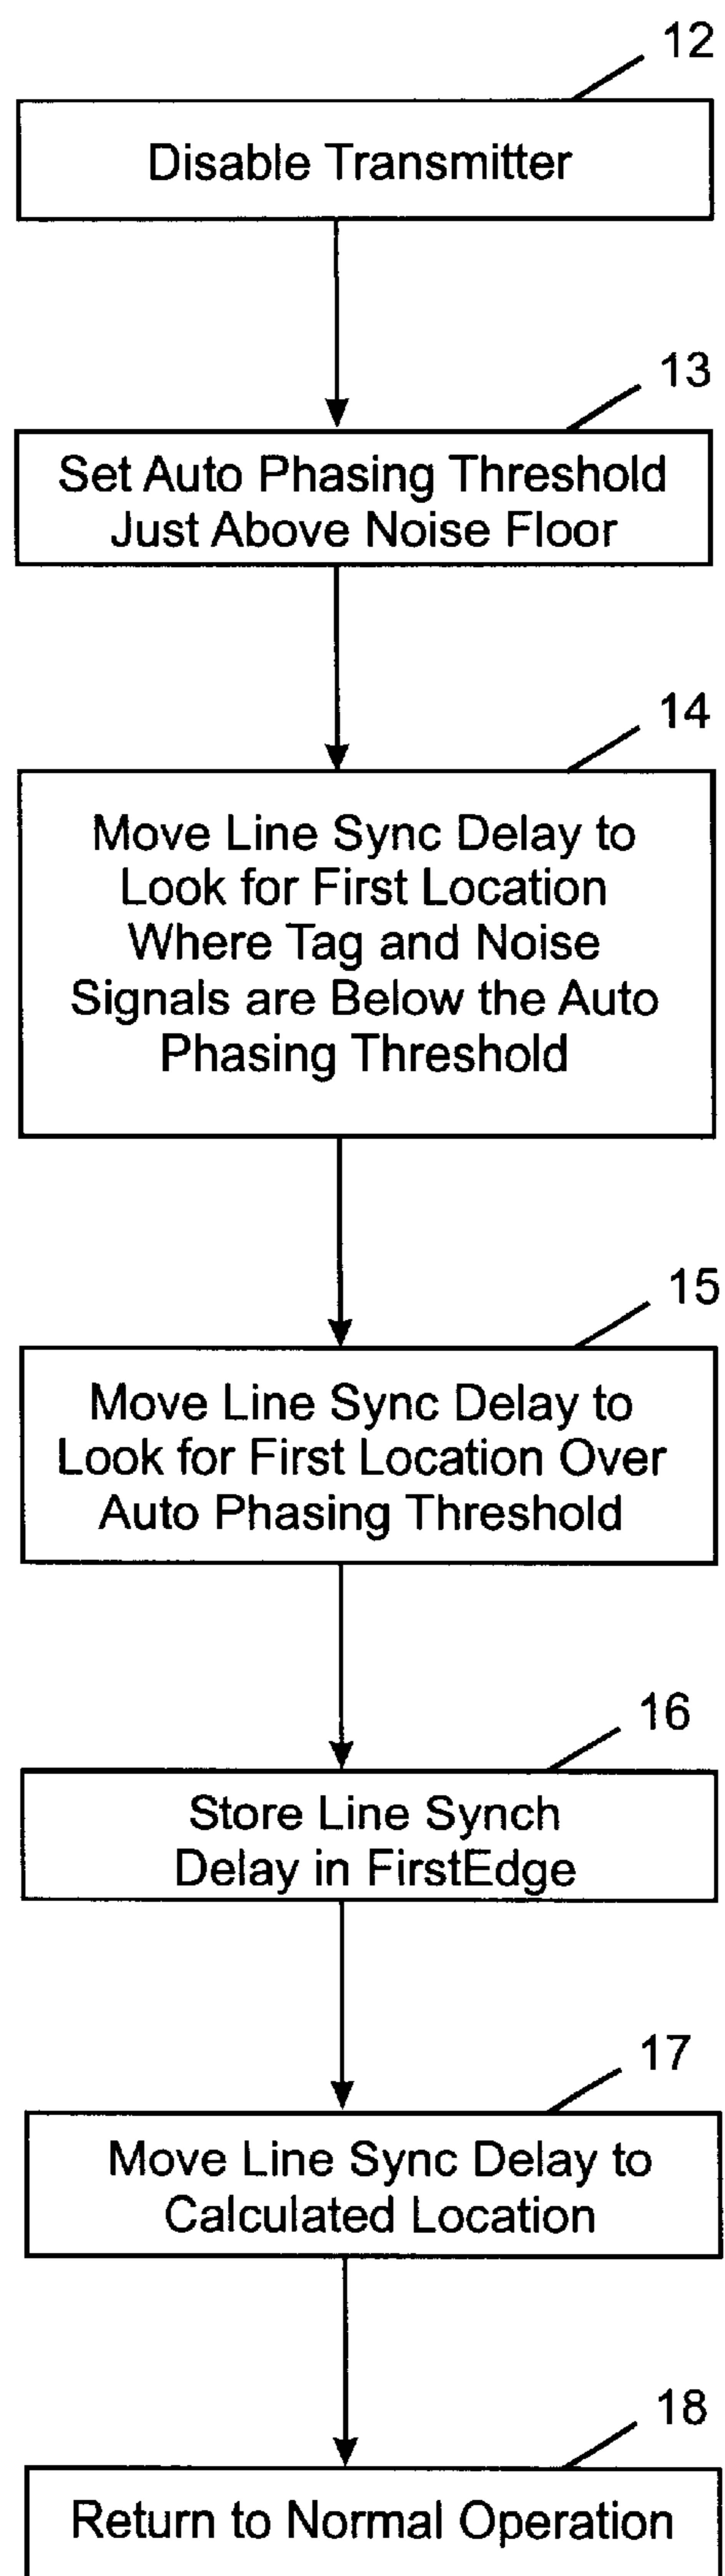 12
Disable Transmitter
13
Set Auto Phasing Threshold
Just Above Noise Floor
14
Move Line Sync Delay to
Look for First Location
Where Tag and Noise
Signals are Below the Auto
Phasing Threshold
15
Move Line Sync Delay to
Look for First Location Over
Auto Phasing Threshold
16
Store Line Synch
Delay in FirstEdge
17
Move Line Sync Delay to
Calculated Location
18
Return to Normal Operation